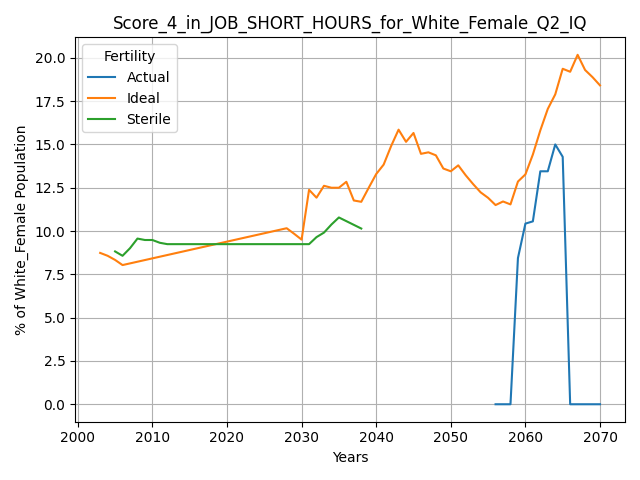 Score_4_in_JOB_SHORT_HOURS_for_White_Female_Q2_IQ
Fertility
Actual
Ideal
Sterile
% of White_Female Population
20.0
17.5
15.0
12.5
10.0
7.5
5.0
2.5
0.0
2000 2010 2020 2030 2040 2050 2060 2070
Years